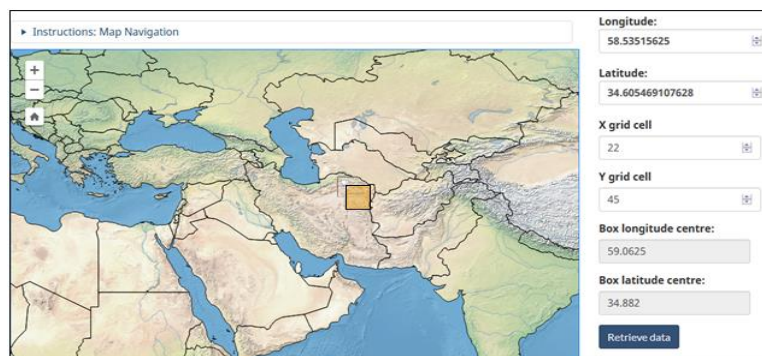 Instructions: Map Navigation
+
−
Longitude:
58.53515625
Latitude:
34.605469107628
X grid cell
22
Y grid cell
45
Box longitude centre:
59.0625
Box latitude centre:
34.882
Retrieve data